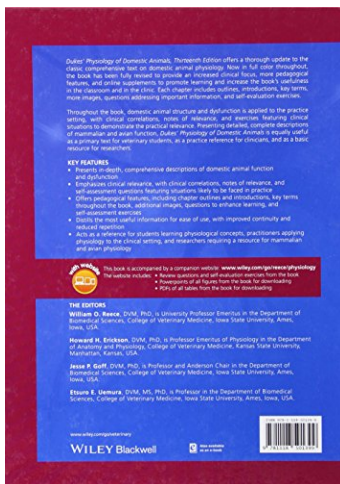 Dukes' Physiology of Domestic Animals, Thirteenth Edition offers a thorough update to the
classic comprehensive text on domestic animal physiology. Now in full color throughout,
the book has been fully revised to provide an increased clinical focus, more pedagogical
features, and online supplements to promote learning and increase the book's usefulness
in the classroom and in the clinic. Each chapter includes outlines, introductions, key terms,
more images, questions addressing important information, and self-evaluation exercises.
Throughout the book, domestic animal structure and dysfunction is applied to the practice
setting, with clinical correlations, notes of relevance, and exercises featuring clinical
situations to demonstrate the practical relevance. Presenting detailed, complete descriptions
of mammalian and avian function, Dukes' Physiology of Domestic Animals is equally useful
as a primary text for veterinary students, as a practice reference for clinicians, and as a basic
resource for researchers.
KEY FEATURES
• Presents in-depth, comprehensive descriptions of domestic animal function
and dysfunction
• Emphasizes clinical relevance, with clinical correlations, notes of relevance, and
self-assessment questions featuring situations likely to be faced in practice
• Offers pedagogical features, including chapter outlines and introductions, key terms
throughout the book, additional images, questions to enhance learning, and
self-assessment exercises
• Distills the most useful information for ease of use, with improved continuity and
reduced repetition
• Acts as a reference for students learning physiological concepts, practitioners applying
physiology to the clinical setting, and researchers requiring a resource for mammalian
and avian physiology
with website
This book is accompanied by a companion website: www.wiley.com/go/reece/physiology
The website includes: • Review questions and self-evaluation exercises from the book
• Powerpoints of all figures from the book for downloading
• PDFs of all tables from the book for downloading
THE EDITORS
William O. Reece, DVM, PhD, is University Professor Emeritus in the Department of
Biomedical Sciences, College of Veterinary Medicine, Iowa State University, Ames,
Iowa, USA.
Howard H. Erickson, DVM, PhD, is Professor Emeritus of Physiology in the Department
of Anatomy and Physiology, College of Veterinary Medicine, Kansas State University,
Manhattan, Kansas, USA.
Jesse P. Goff, DVM, PhD, is Professor and Anderson Chair in the Department of
Biomedical Sciences, College of Veterinary Medicine, Iowa State University, Ames,
Iowa, USA.
Etsuro E. Uemura, DVM, MS, PhD, is Professor in the Department of Biomedical
Sciences, College of Veterinary Medicine, Iowa State University, Ames, Iowa, USA.
www.wiley.com/go/veterinary
WILEY Blackwell
Also available
as an e-book